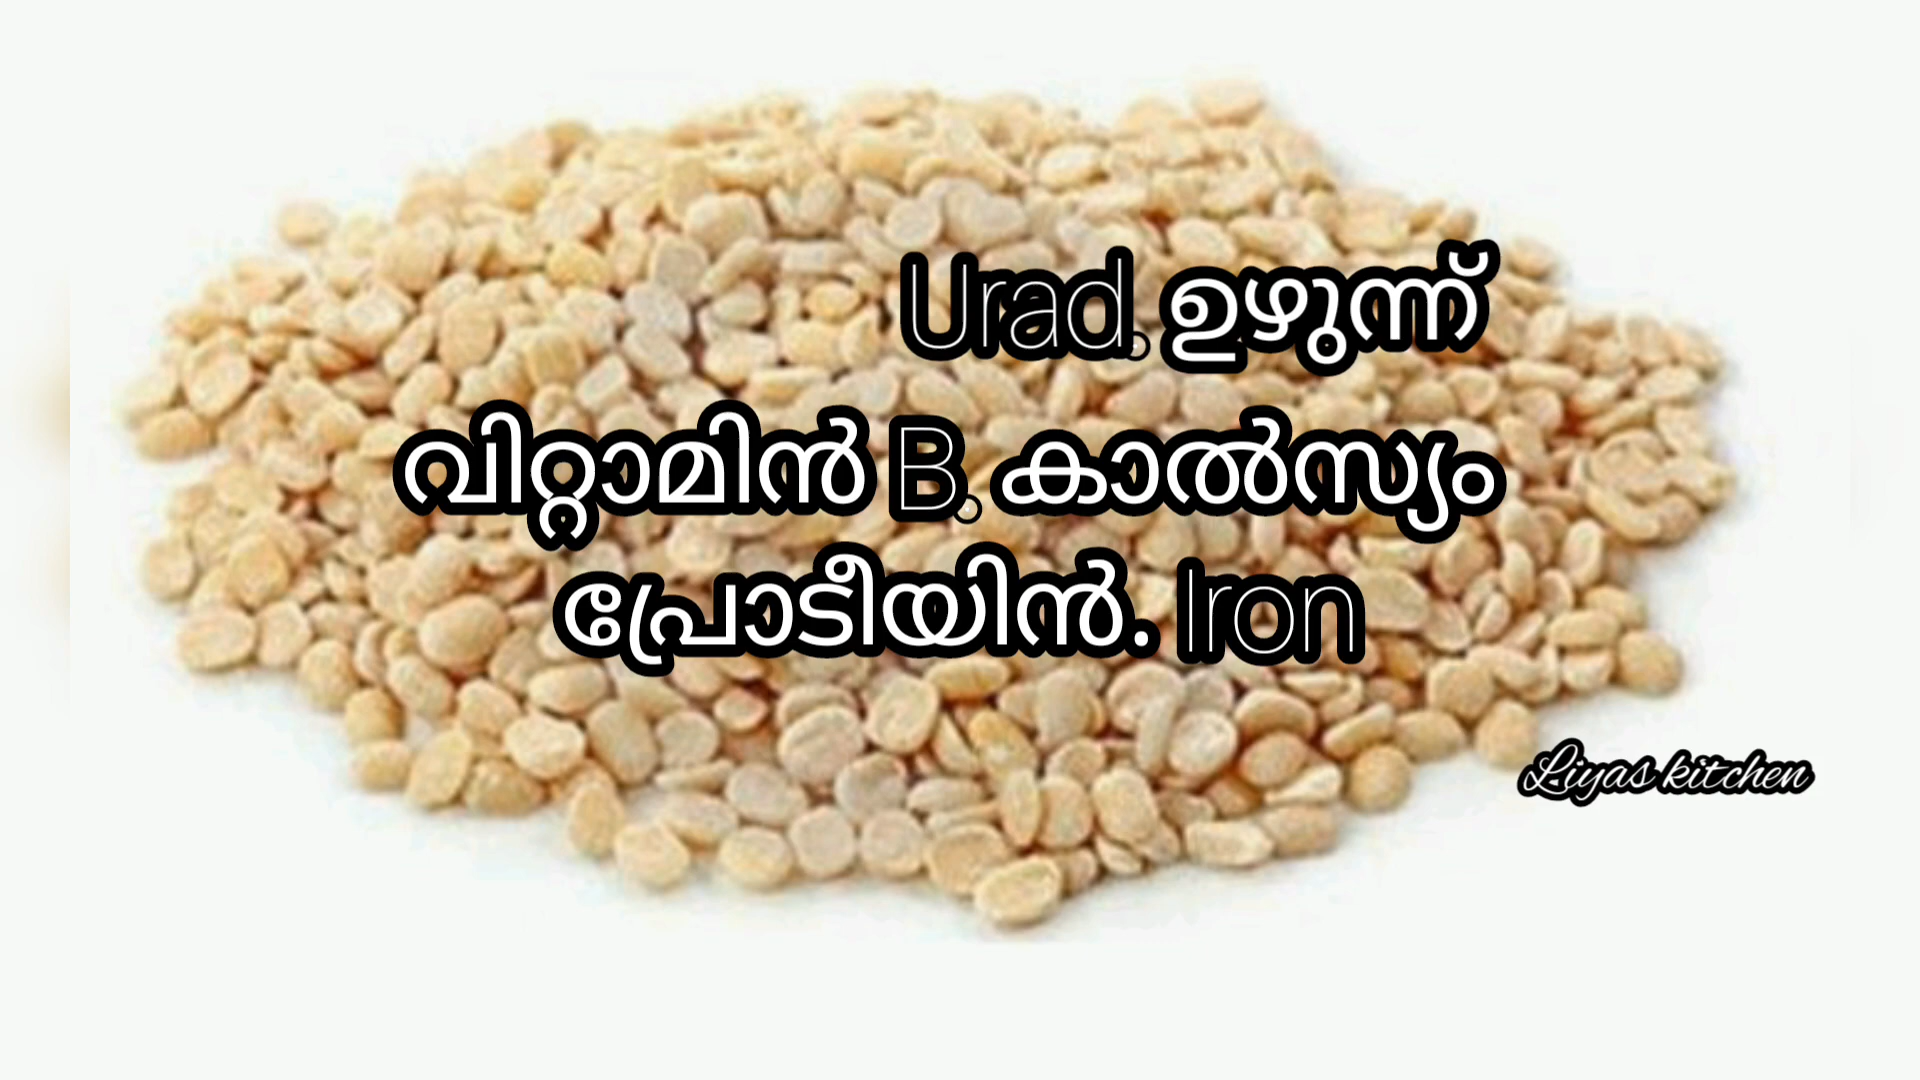 Urad. ഉഴുന്ന്
വിറ്റാമിൻ B. കാൽസ്യം
പ്രോടീയിൻ. Iron
Liyas kitchen